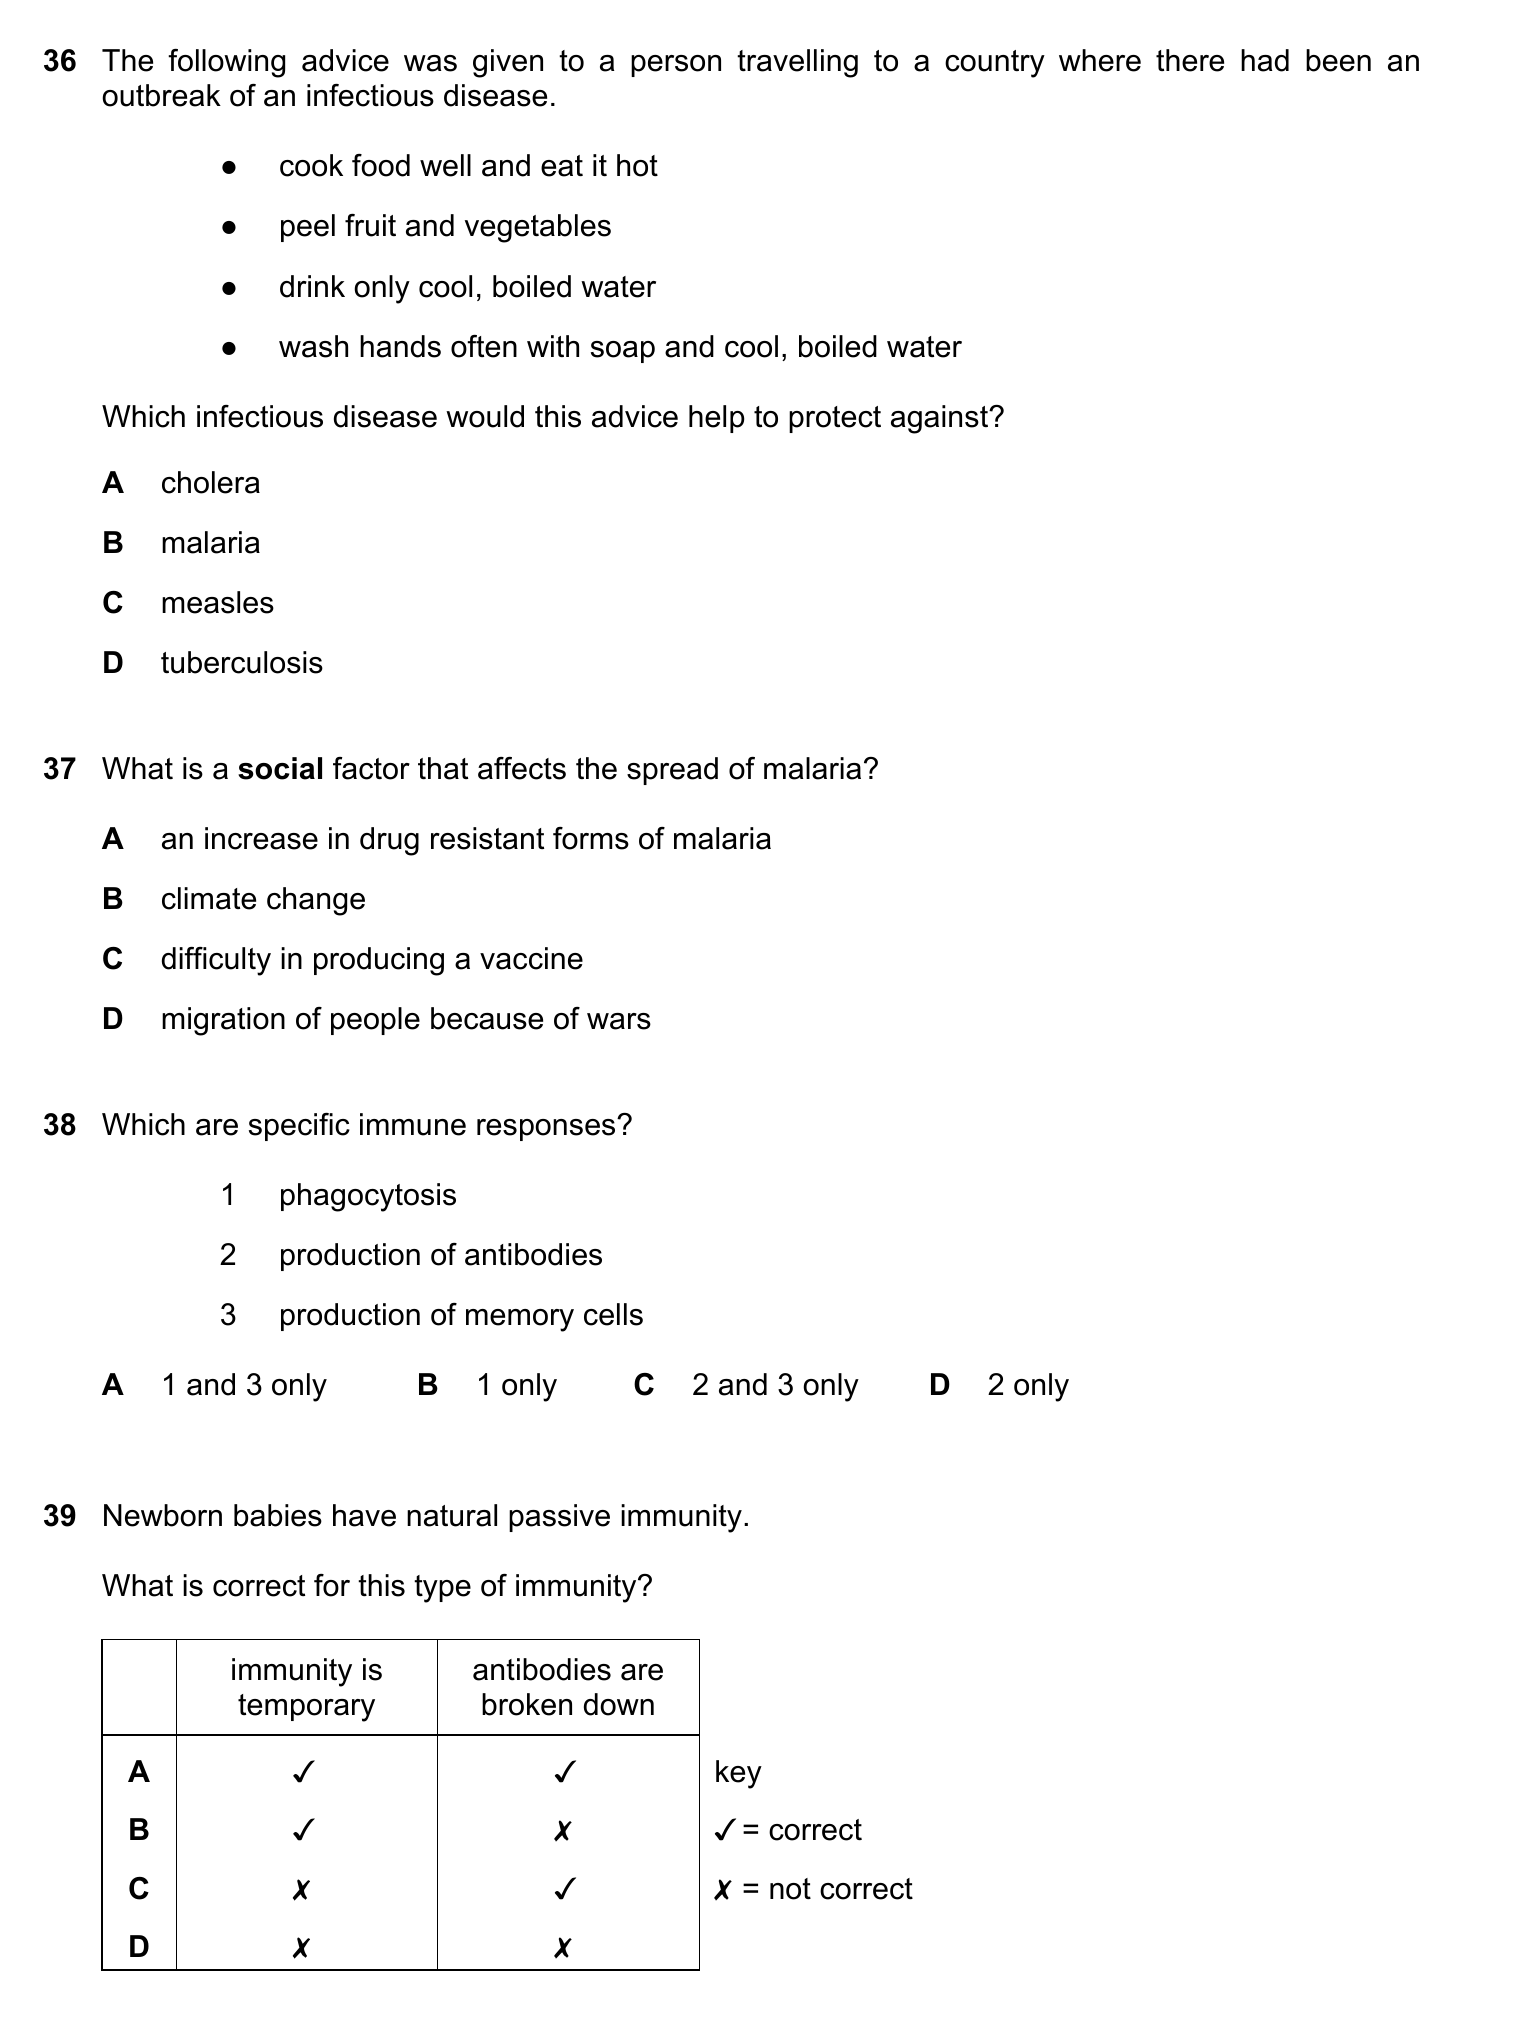 36 The following advice was given to a person travelling to a country where there had been an
outbreak of an infectious disease.
● cook food well and eat it hot
● peel fruit and vegetables
● drink only cool, boiled water
● wash hands often with soap and cool, boiled water
Which infectious disease would this advice help to protect against?
A cholera
B malaria
C measles
D tuberculosis
37 What is a social factor that affects the spread of malaria?
A an increase in drug resistant forms of malaria
B climate change
C difficulty in producing a vaccine
D migration of people because of wars
38 Which are specific immune responses?
1 phagocytosis
2 production of antibodies
3 production of memory cells
A 1 and 3 only B 1 only C 2 and 3 only D 2 only
39 Newborn babies have natural passive immunity.
What is correct for this type of immunity?
immunity is antibodies are
temporary broken down
A ✓ ✓ key
B ✓ ✗ ✓ = correct
C ✗ ✓ ✗ = not correct
D ✗ ✗